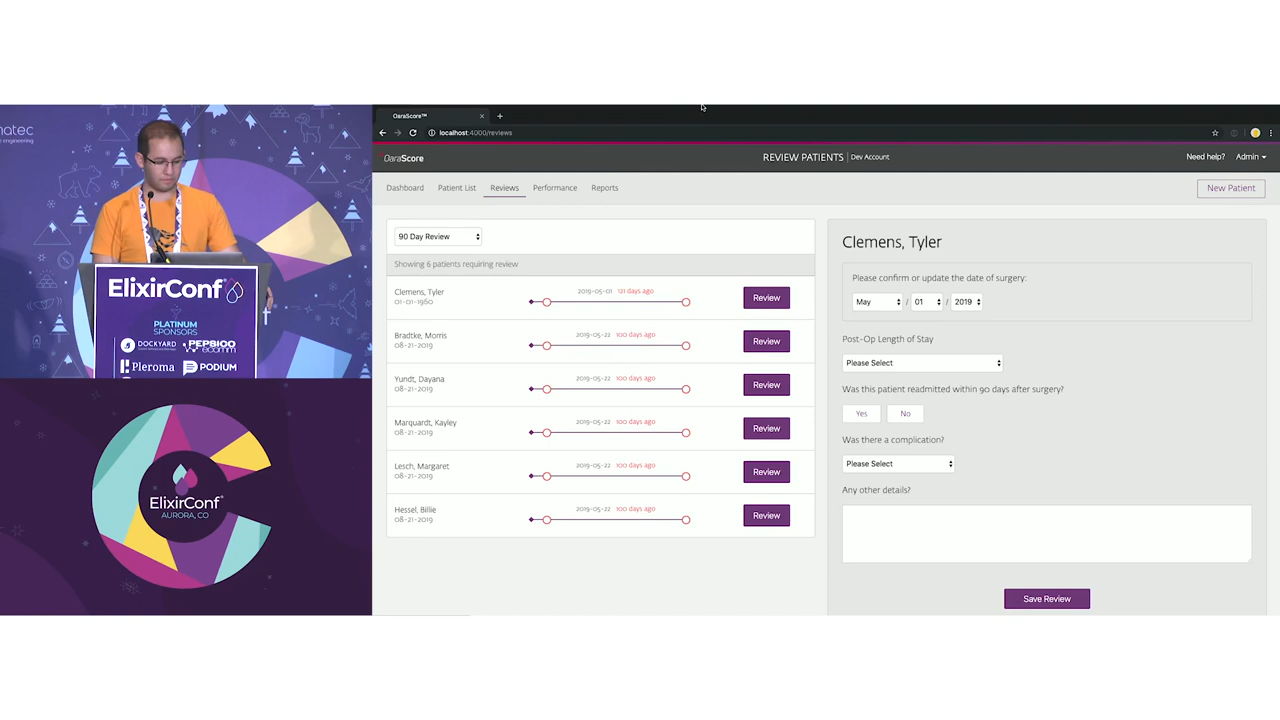 natec
e engineering
ElixirConf
PLATINUM
SPONSORS
DOCKYARD
PEPBICO
ecomm
Pleroma
PODIUM
ElixirConf
AURORA, CO
OaraScore™
localhost:4000/reviews
OaraScore
REVIEW PATIENTS | Dev Account
Need help?
Admin
Dashboard
Patient List
Reviews
Performance
Reports
New Patient
90 Day Review
Showing 6 patients requiring review
Clemens, Tyler
01-01-1960
2019-05-01 121 days ago
Review
Bradtke, Morris
08-21-2019
2019-05-22 100 days ago
Review
Yundt, Dayana
08-21-2019
2019-05-22 100 days ago
Review
Marquardt, Kayley
08-21-2019
2019-05-22 100 days ago
Review
Lesch, Margaret
08-21-2019
2019-05-22 100 days ago
Review
Hessel, Billie
08-21-2019
2019-05-22 100 days ago
Review
Clemens, Tyler
Please confirm or update the date of surgery:
May / 01 / 2019
Post-Op Length of Stay
Please Select
Was this patient readmitted within 90 days after surgery?
Yes
No
Was there a complication?
Please Select
Any other details?
Save Review